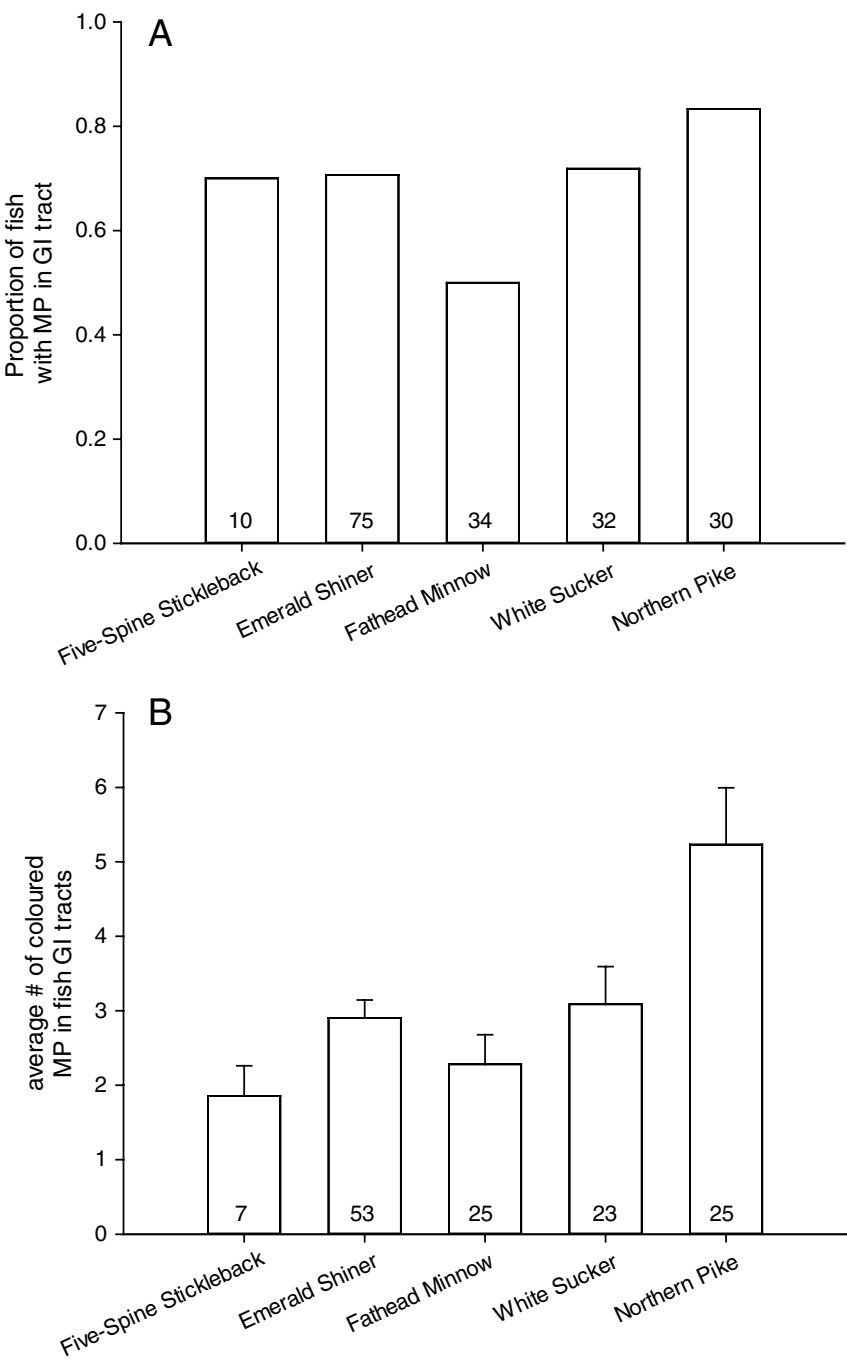 A
1.0
0.8
0.6
0.4
0.2
0.0
Proportion of fish
with MP in GI tract
10
75
34
32
30
Five-Spine Stickleback
Emerald Shiner
Fathead Minnow
White Sucker
Northern Pike
B
7
6
5
4
3
2
1
0
average # of coloured
MP in fish GI tracts
7
53
25
23
25
Five-Spine Stickleback
Emerald Shiner
Fathead Minnow
White Sucker
Northern Pike